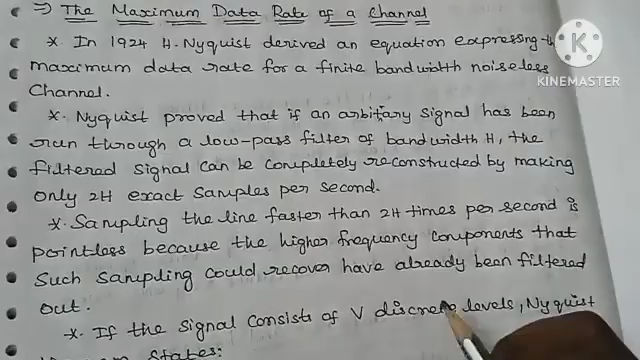 ⇒ The Maximum Data Rate of a Channel
* In 1924 H. Nyquist derived an equation expressing the
maximum data rate for a finite bandwidth noiseless
Channel.
* Nyquist proved that if an arbitary signal has been
run through a low-pass filter of bandwidth H, the
filtered signal can be completely reconstructed by making
only 2H exact samples per second.
* Sampling the line faster than 2H times per second is
pointless because the higher frequency components that
such sampling could recover have already been filtered
out.
* If the signal consists of V discrete levels, Nyquist
States:
K
KINEMASTER